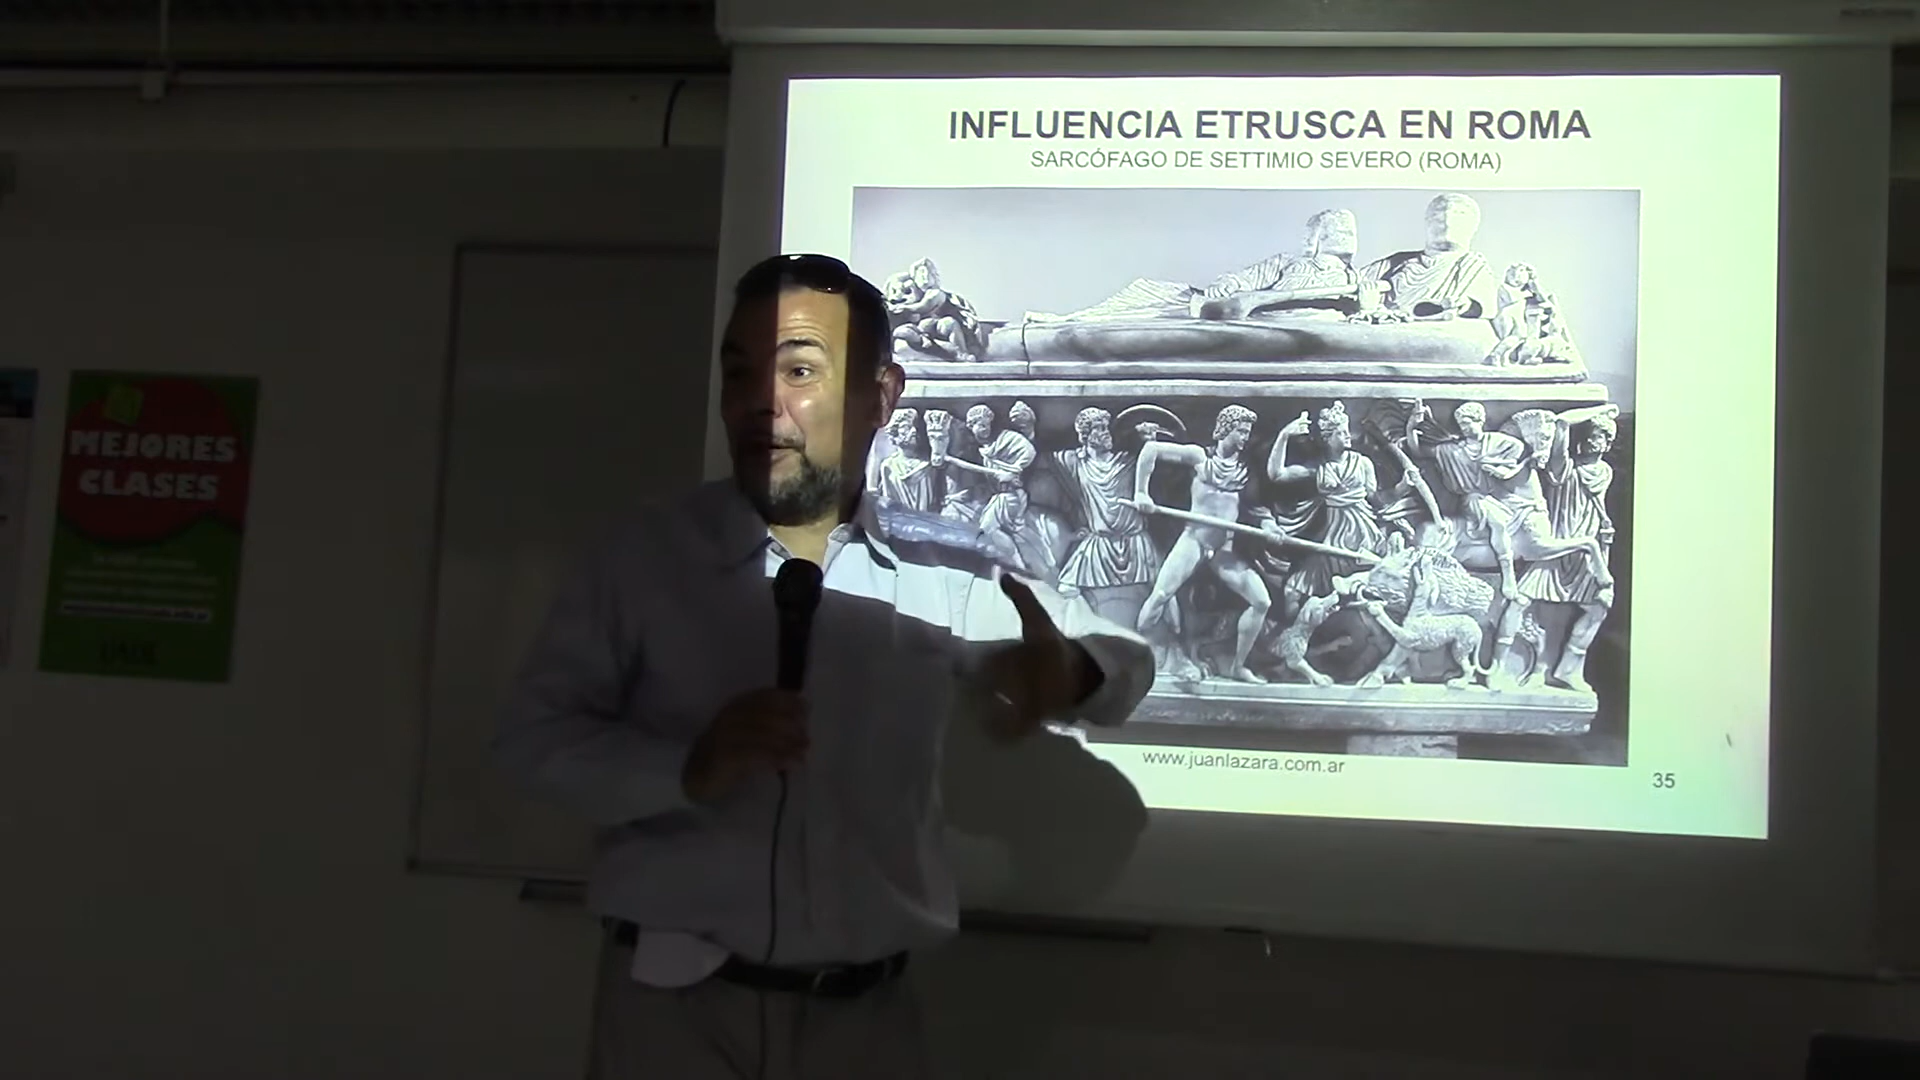 INFLUENCIA ETRUSCA EN ROMA
SARCÓFAGO DE SETTIMIO SEVERO (ROMA)
www.juanlazara.com.ar
35
MEJORES
CLASES